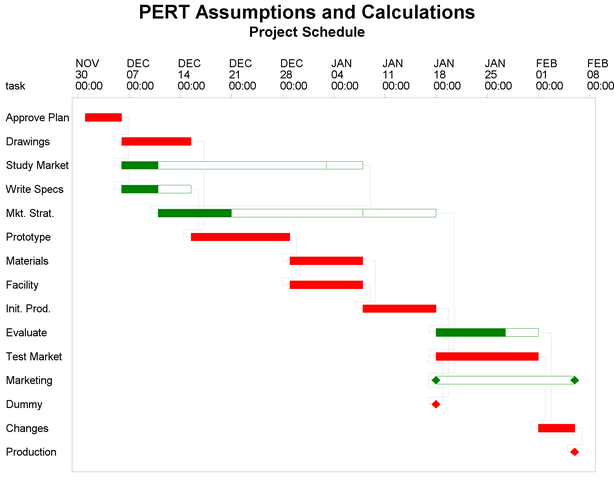 PERT Assumptions and Calculations
Project Schedule
NOV DEC DEC DEC DEC JAN JAN JAN JAN FEB FEB
30 07 14 21 28 04 11 18 25 01 08
task 00:00 00:00 00:00 00:00 00:00 00:00 00:00 00:00 00:00 00:00 00:00
Approve Plan
Drawings
Study Market
Write Specs
Mkt. Strat.
Prototype
Materials
Facility
Init. Prod.
Evaluate
Test Market
Marketing
Dummy
Changes
Production